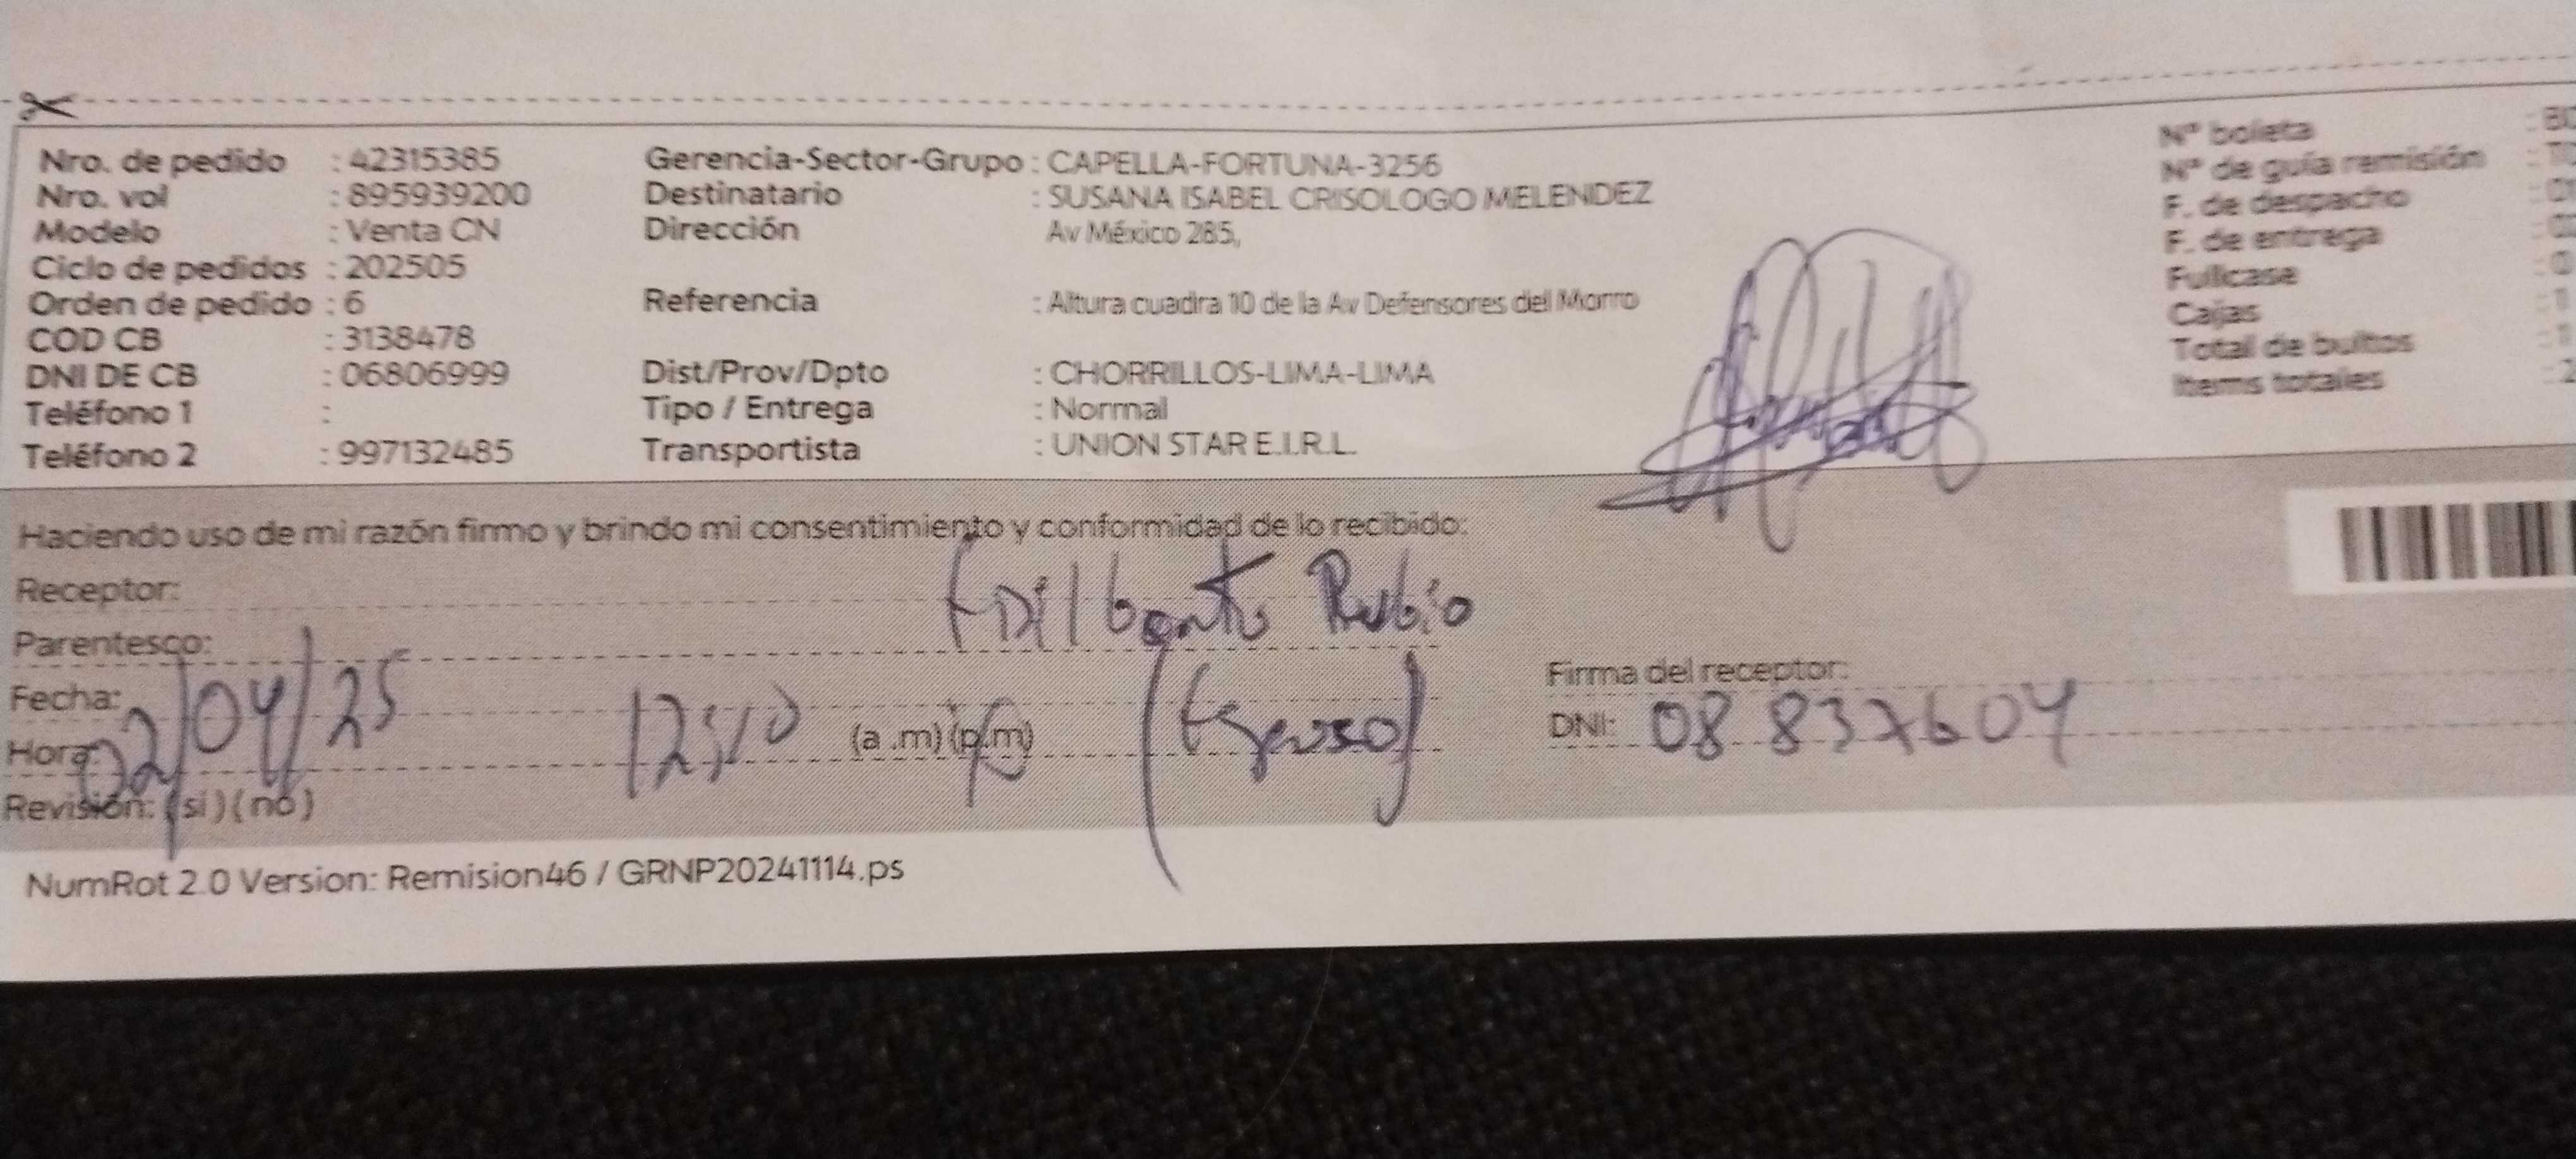 Nro. de pedido : 42315385 Gerencia-Sector-Grupo : CAPELLA-FORTUNA-3256 Nº boleta
Nro. vol : 895939200 Destinatario : SUSANA ISABEL CRISOLOGO MELENDEZ Nº de guía remisión
Modelo : Venta CN Dirección Av México 285, F. de despacho
Ciclo de pedidos : 202505 F. de entrega
Orden de pedido : 6 Referencia : Altura cuadra 10 de la Av Defensores del Morro Fullcase
COD CB : 3138478 Cajas : 1
DNI DE CB : 06806999 Dist/Prov/Dpto : CHORRILLOS-LIMA-LIMA Total de bultos : 1
Teléfono 1 : Tipo / Entrega : Normal Items totales
Teléfono 2 : 997132485 Transportista : UNION STAR E.I.R.L.
Haciendo uso de mi razón firmo y brindo mi consentimiento y conformidad de lo recibido:
Receptor: Edilberto Rubio
Parentesco: (Esposo)
Firma del receptor:
Fecha: 02/04/25
DNI: 08 837604
Hora: (a .m) (p.m)
Revisión: (si) (no)
NumRot 2.0 Version: Remision46 / GRNP20241114.ps